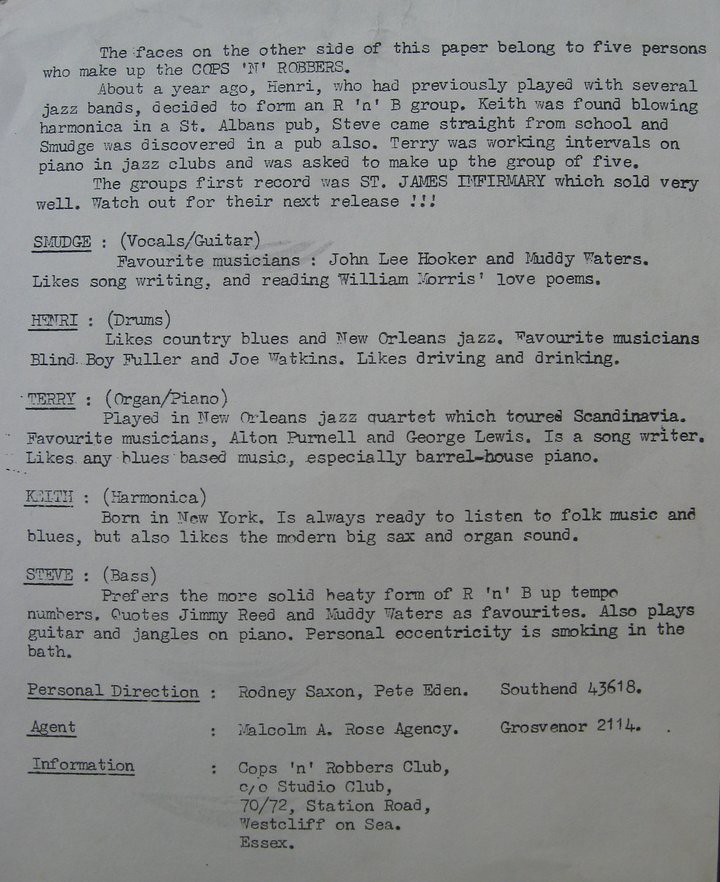 The faces on the other side of this paper belong to five persons
who make up the COPS 'N' ROBBERS.
About a year ago, Henri, who had previously played with several
jazz bands, decided to form an R 'n' B group. Keith was found blowing
harmonica in a St. Albans pub, Steve came straight from school and
Smudge was discovered in a pub also. Terry was working intervals on
piano in jazz clubs and was asked to make up the group of five.
The groups first record was ST. JAMES INFIRMARY which sold very
well. Watch out for their next release !!!
SMUDGE : (Vocals/Guitar)
Favourite musicians : John Lee Hooker and Muddy Waters.
Likes song writing, and reading William Morris' love poems.
HENRI : (Drums)
Likes country blues and New Orleans jazz. Favourite musicians
Blind Boy Fuller and Joe Watkins. Likes driving and drinking.
TERRY : (Organ/Piano)
Played in New Orleans jazz quartet which toured Scandinavia.
Favourite musicians, Alton Purnell and George Lewis. Is a song writer.
Likes any blues based music, especially barrel-house piano.
KEITH : (Harmonica)
Born in New York. Is always ready to listen to folk music and
blues, but also likes the modern big sax and organ sound.
STEVE : (Bass)
Prefers the more solid beaty form of R 'n' B up tempo
numbers. Quotes Jimmy Reed and Muddy Waters as favourites. Also plays
guitar and jangles on piano. Personal eccentricity is smoking in the
bath.
Personal Direction : Rodney Saxon, Pete Eden. Southend 43618.
Agent : Malcolm A. Rose Agency. Grosvenor 2114.
Information : Cops 'n' Robbers Club,
c/o Studio Club,
70/72, Station Road,
Westcliff on Sea.
Essex.